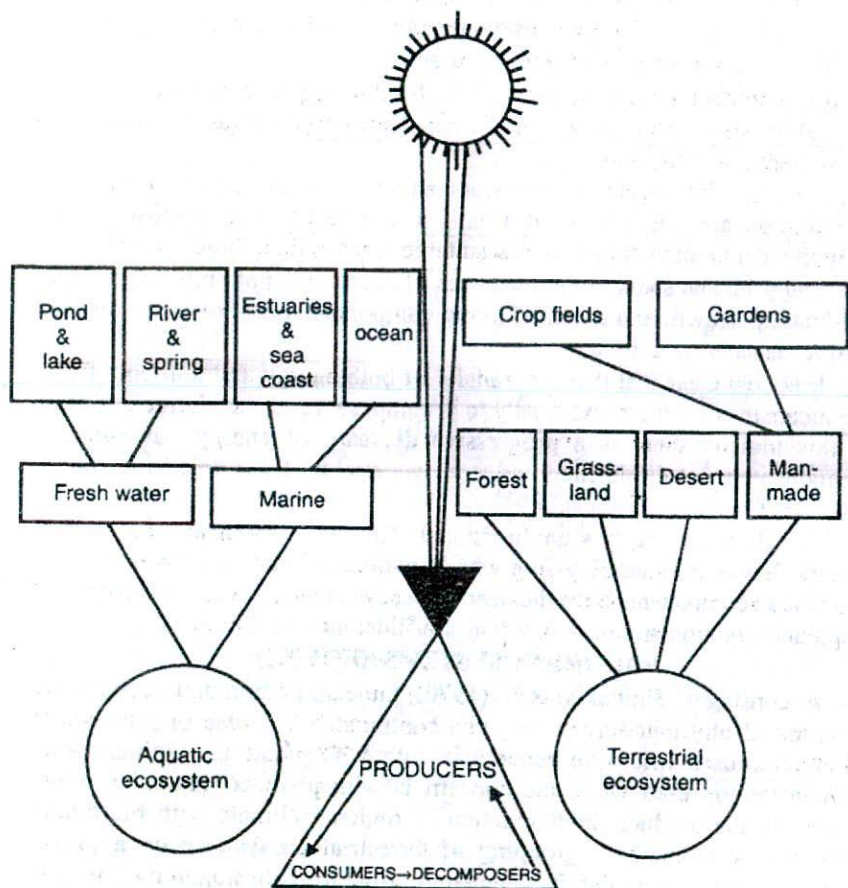 Pond
&
lake
River
&
spring
Estuaries
&
sea
coast
ocean
Crop fields
Gardens
Fresh water
Marine
Forest
Grass-
land
Desert
Man-
made
Aquatic
ecosystem
PRODUCERS
Terrestrial
ecosystem
CONSUMERS→DECOMPOSERS